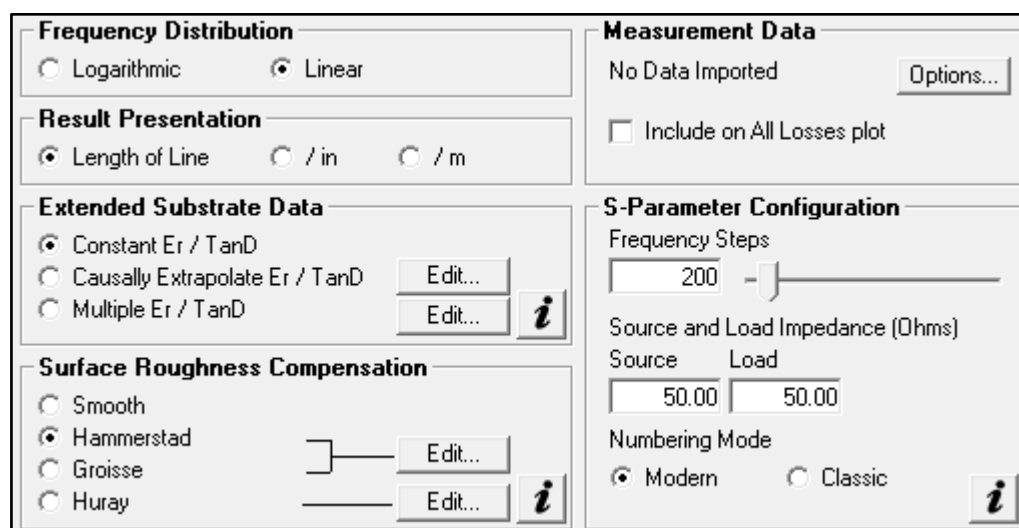 Frequency Distribution
Logarithmic Linear
Result Presentation
Length of Line / in / m
Extended Substrate Data
Constant Er / TanD
Causally Extrapolate Er / TanD Edit...
Multiple Er / TanD Edit... i
Surface Roughness Compensation
Smooth
Hammerstad
Edit...
Groisse
Huray Edit... i
Measurement Data
No Data Imported Options...
Include on All Losses plot
S-Parameter Configuration
Frequency Steps
200
Source and Load Impedance (Ohms)
Source Load
50.00 50.00
Numbering Mode
Modern Classic i